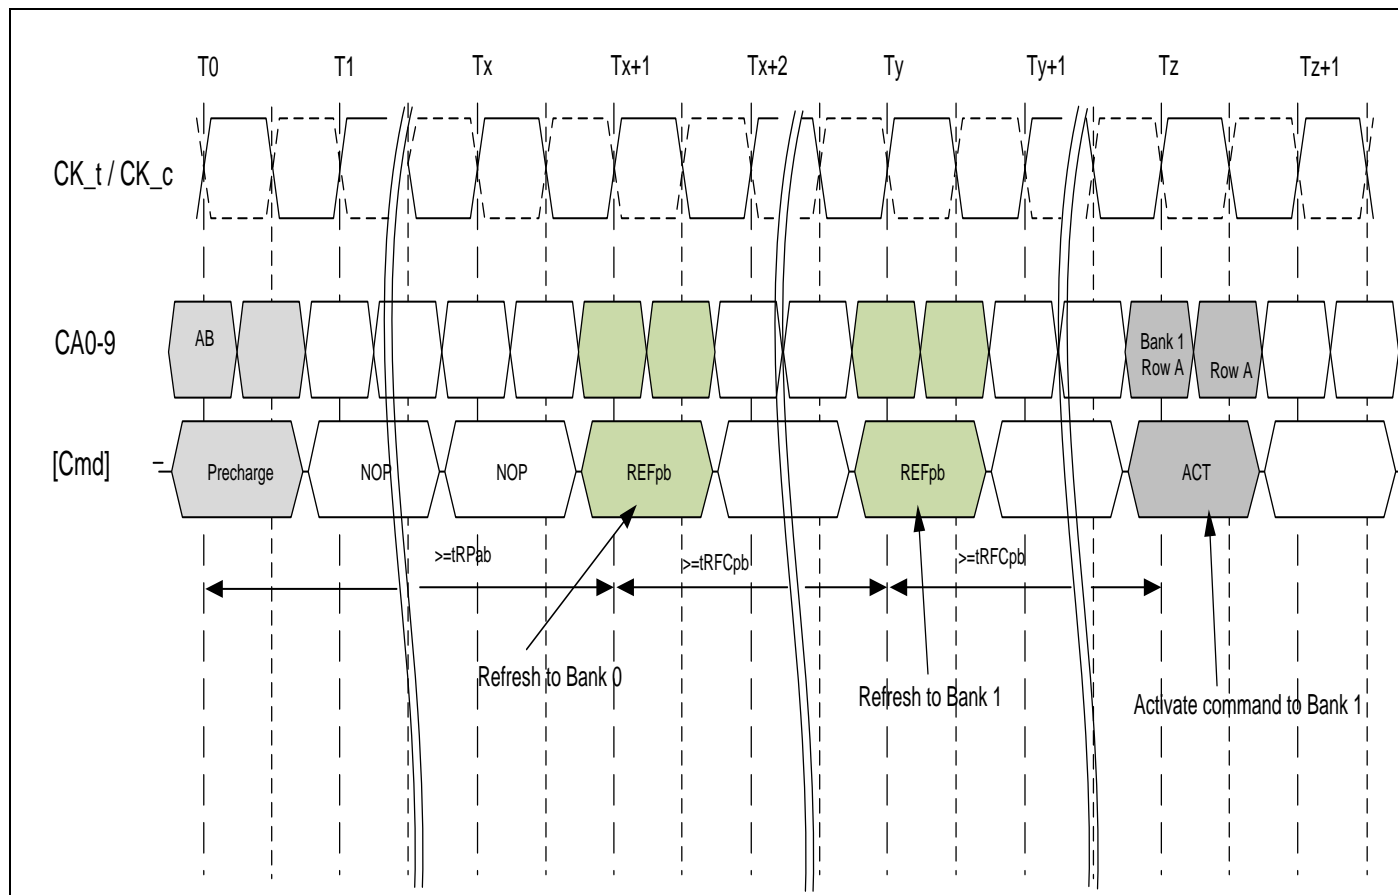 T0 T1 Tx Tx+1 Tx+2 Ty Ty+1 Tz Tz+1
CK_t / CK_c
CA0-9
AB
Bank 1
Row A
Row A
[Cmd]
Precharge NOP NOP REFpb REFpb ACT
>=tRPab >=tRFCpb >=tRFCpb
Refresh to Bank 0
Refresh to Bank 1
Activate command to Bank 1